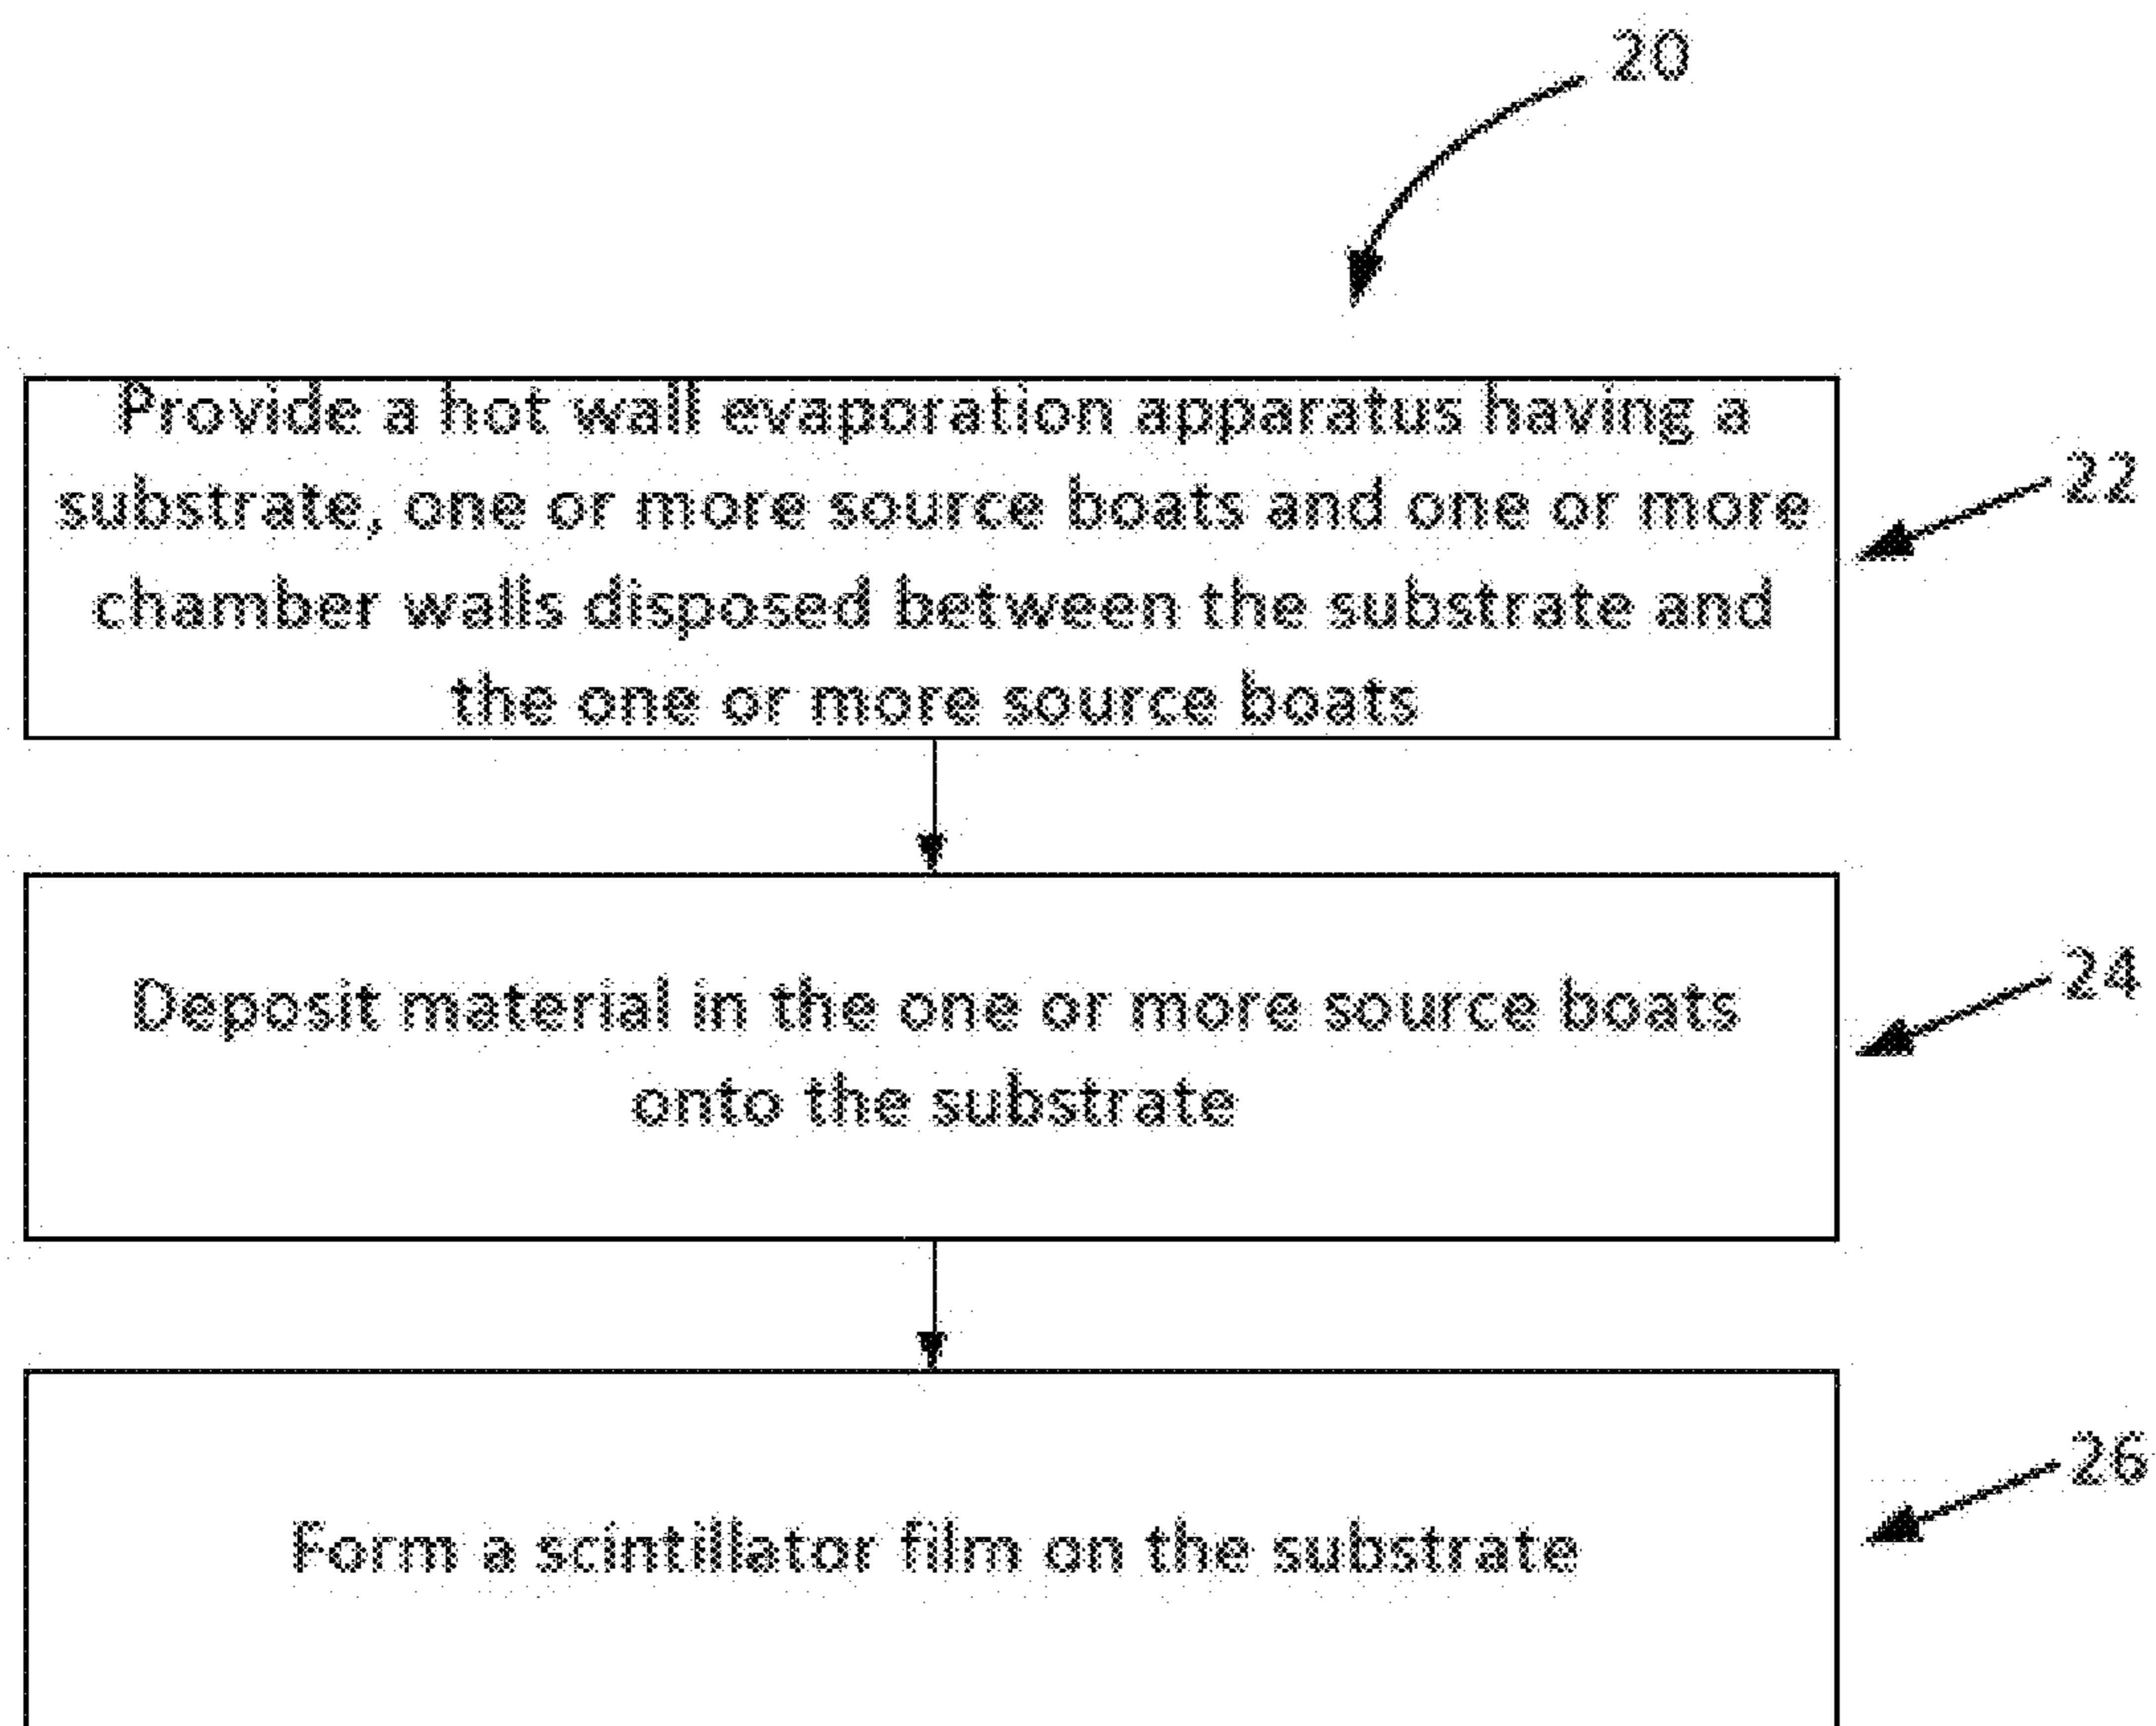 20
Provide a hot wall evaporation apparatus having a
substrate, one or more source boats and one or more
chamber walls disposed between the substrate and
the one or more source boats
22
Deposit material in the one or more source boats
onto the substrate
24
Form a scintillator film on the substrate
26